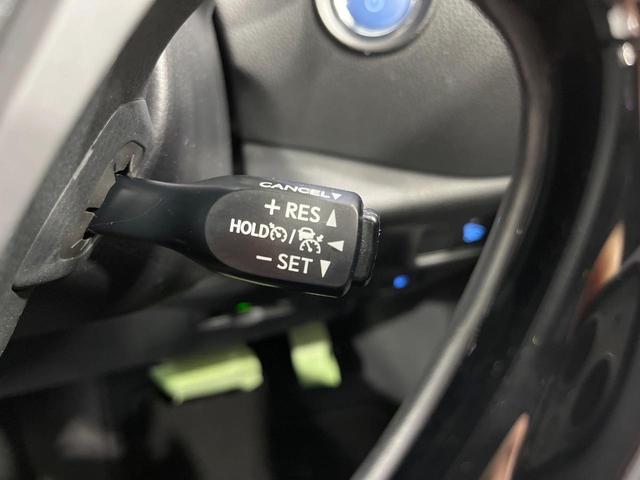 CANCEL▼
+ RES ▲
HOLD / ◀
− SET ▼